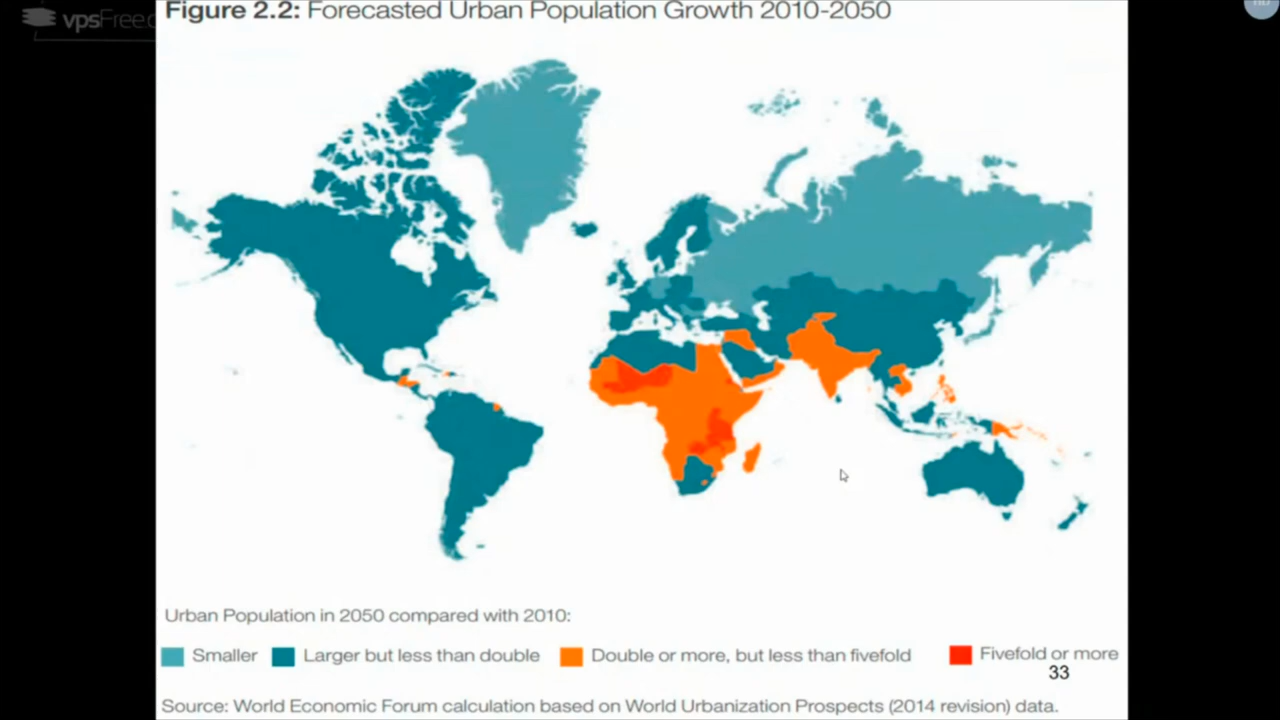 vpsFree.c
Figure 2.2: Forecasted Urban Population Growth 2010-2050
Urban Population in 2050 compared with 2010:
Smaller Larger but less than double Double or more, but less than fivefold Fivefold or more
33
Source: World Economic Forum calculation based on World Urbanization Prospects (2014 revision) data.